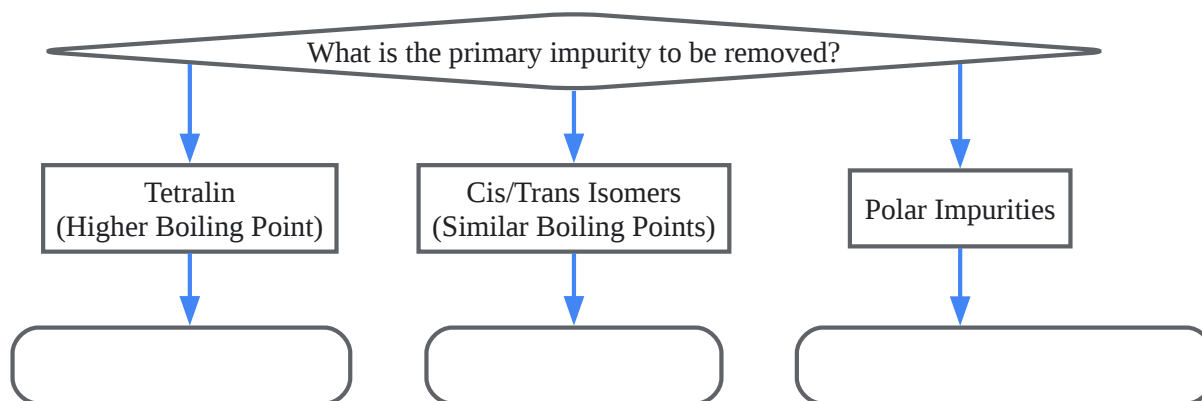 What is the primary impurity to be removed?
Tetralin
(Higher Boiling Point)
Cis/Trans Isomers
(Similar Boiling Points)
Polar Impurities